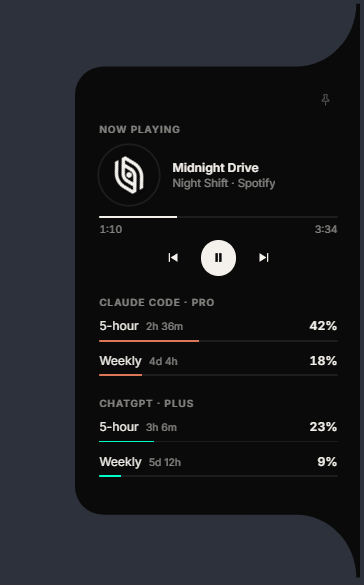 NOW PLAYING
Midnight Drive
Night Shift · Spotify
1:10 3:34
CLAUDE CODE · PRO
5-hour 2h 36m 42%
Weekly 4d 4h 18%
CHATGPT · PLUS
5-hour 3h 6m 23%
Weekly 5d 12h 9%